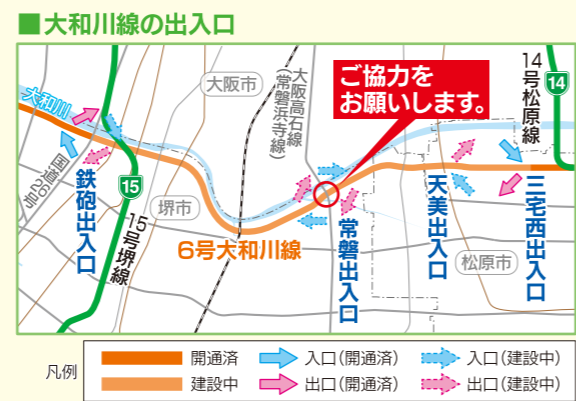 ■大和川線の出入口
大阪市
大阪高石線
(常磐浜寺線)
ご協力を
お願いします。
14号松原線
14
大和川
国道26号
鉄砲出入口
15
15号堺線
堺市
6号大和川線
常磐出入口
天美出入口
松原市
三宅西出入口
凡例
開通済
建設中
入口(開通済)
出口(開通済)
入口(建設中)
出口(建設中)